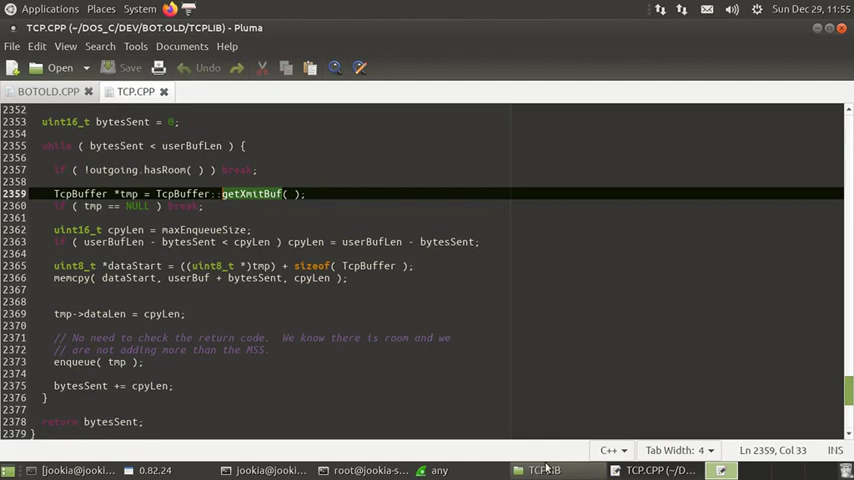 Applications Places System Sun Dec 29, 11:55
TCP.CPP (~/DOS_C/DEV/BOT.OLD/TCPLIB) - Pluma
File Edit View Search Tools Documents Help
Open Save Undo
BOTOLD.CPP TCP.CPP
2352
2353 uint16_t bytesSent = 0;
2354
2355 while ( bytesSent < userBufLen ) {
2356
2357 if ( !outgoing.hasRoom( ) ) break;
2358
2359 TcpBuffer *tmp = TcpBuffer::getXmitBuf( );
2360 if ( tmp == NULL ) break;
2361
2362 uint16_t cpyLen = maxEnqueueSize;
2363 if ( userBufLen - bytesSent < cpyLen ) cpyLen = userBufLen - bytesSent;
2364
2365 uint8_t *dataStart = ((uint8_t *)tmp) + sizeof( TcpBuffer );
2366 memcpy( dataStart, userBuf + bytesSent, cpyLen );
2367
2368
2369 tmp->dataLen = cpyLen;
2370
2371 // No need to check the return code. We know there is room and we
2372 // are not adding more than the MSS.
2373 enqueue( tmp );
2374
2375 bytesSent += cpyLen;
2376 }
2377
2378 return bytesSent;
2379 }
C++ Tab Width: 4 Ln 2359, Col 33 INS
[jookia@jooki... 0.82.24 jookia@jooki... root@jookia-s... any TCPLIB TCP.CPP (~/D...